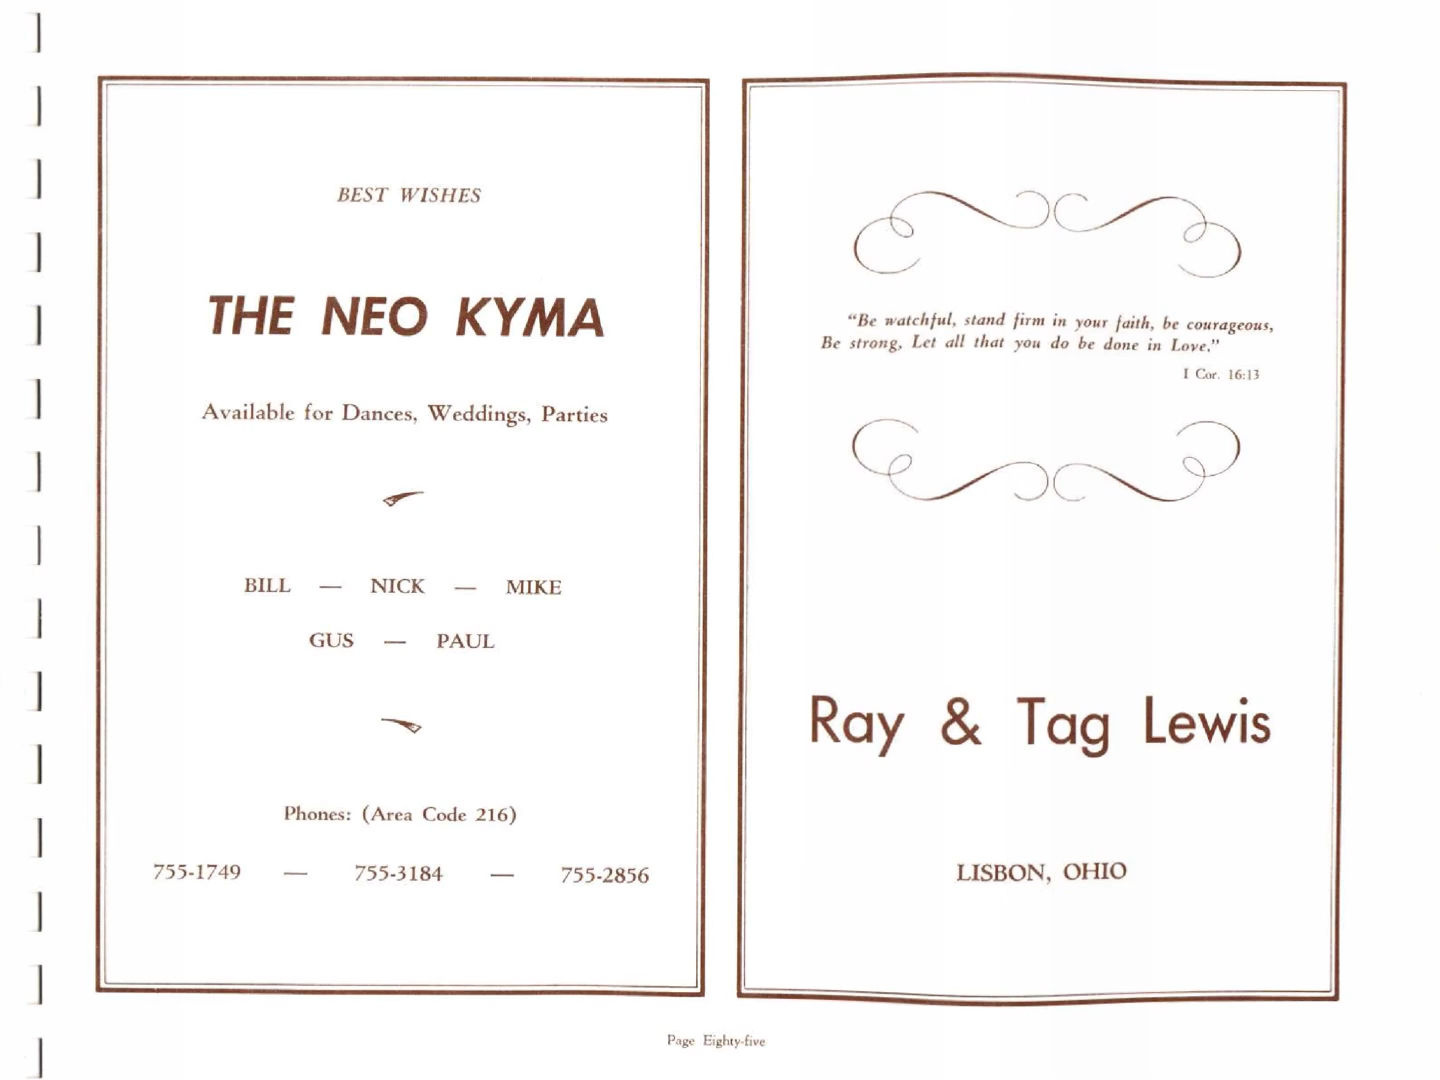 BEST WISHES
THE NEO KYMA
Available for Dances, Weddings, Parties
BILL — NICK — MIKE
GUS — PAUL
Phones: (Area Code 216)
755-1749 — 755-3184 — 755-2856
"Be watchful, stand firm in your faith, be courageous,
Be strong, Let all that you do be done in Love."
I Cor. 16:13
Ray & Tag Lewis
LISBON, OHIO
Page Eighty-five